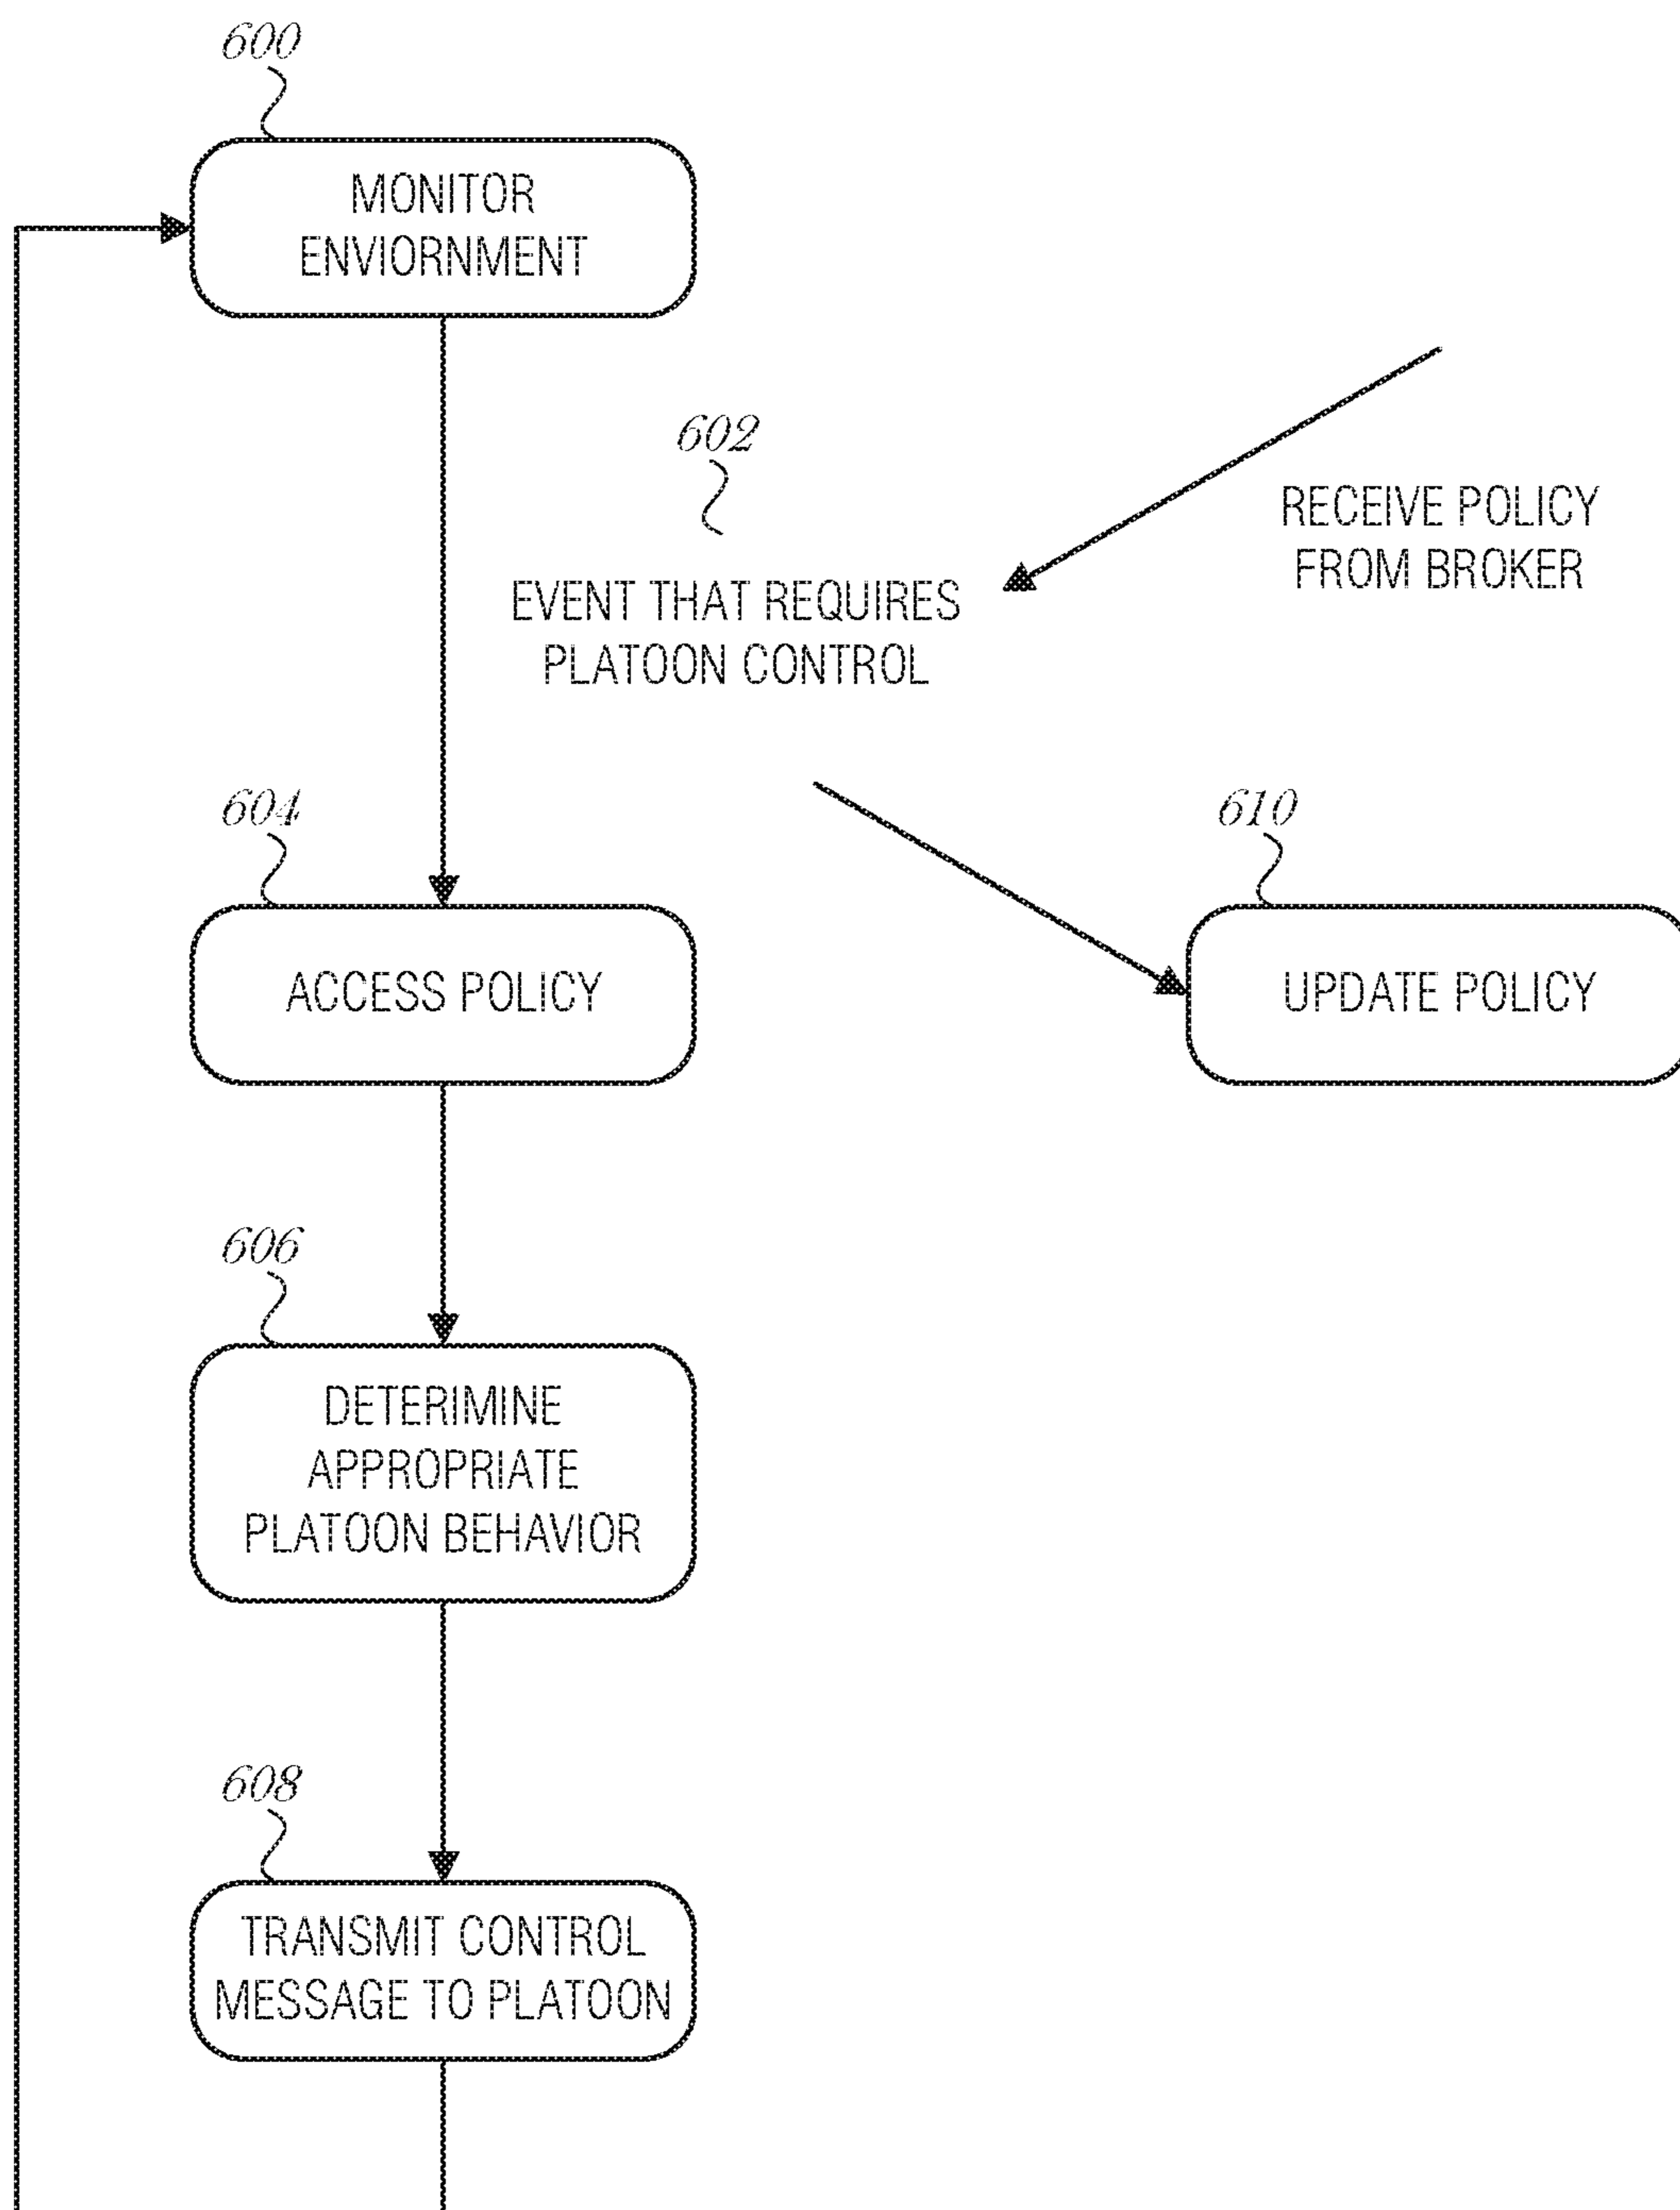 600
MONITOR
ENVIORNMENT
602
EVENT THAT REQUIRES
PLATOON CONTROL
RECEIVE POLICY
FROM BROKER
604
ACCESS POLICY
610
UPDATE POLICY
606
DETERIMINE
APPROPRIATE
PLATOON BEHAVIOR
608
TRANSMIT CONTROL
MESSAGE TO PLATOON